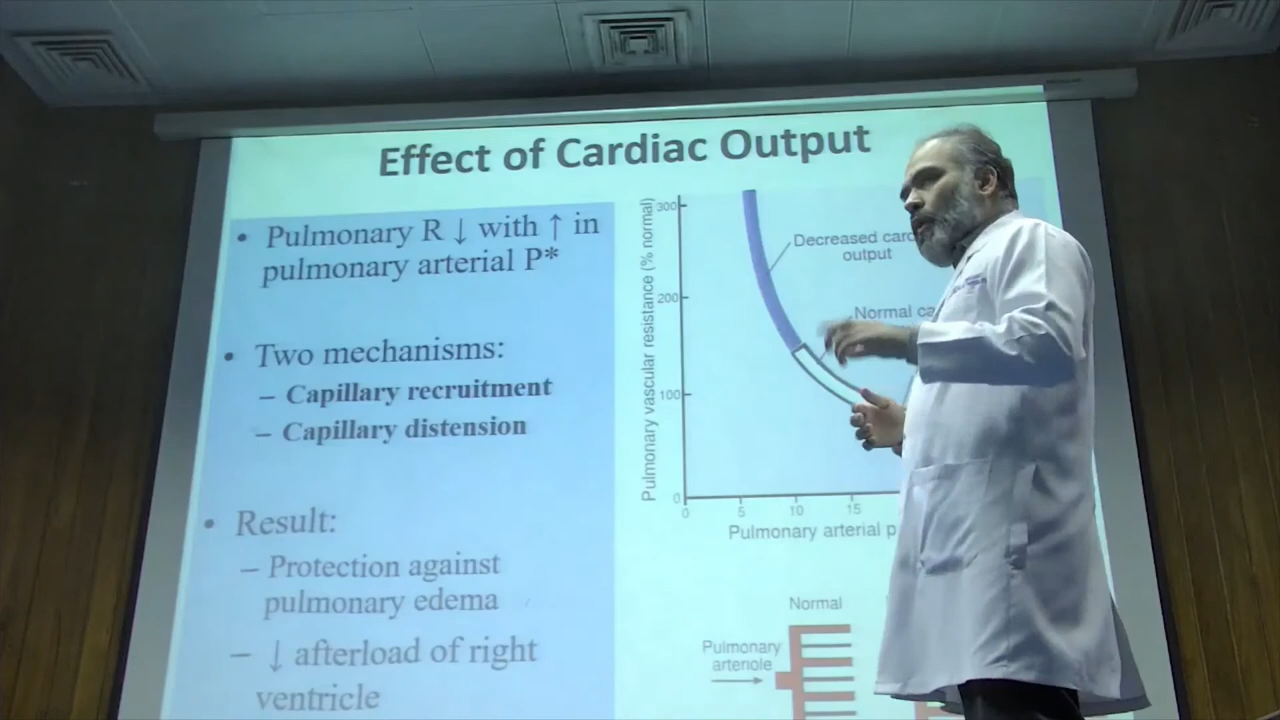 Effect of Cardiac Output
• Pulmonary R ↓ with ↑ in
pulmonary arterial P*
• Two mechanisms:
– Capillary recruitment
– Capillary distension
• Result:
– Protection against
pulmonary edema
– ↓ afterload of right
ventricle
Pulmonary vascular resistance (% normal)
300
200
100
0
Decreased
output
Normal
0 5 10 15
Pulmonary arterial
Normal
Pulmonary
arteriole